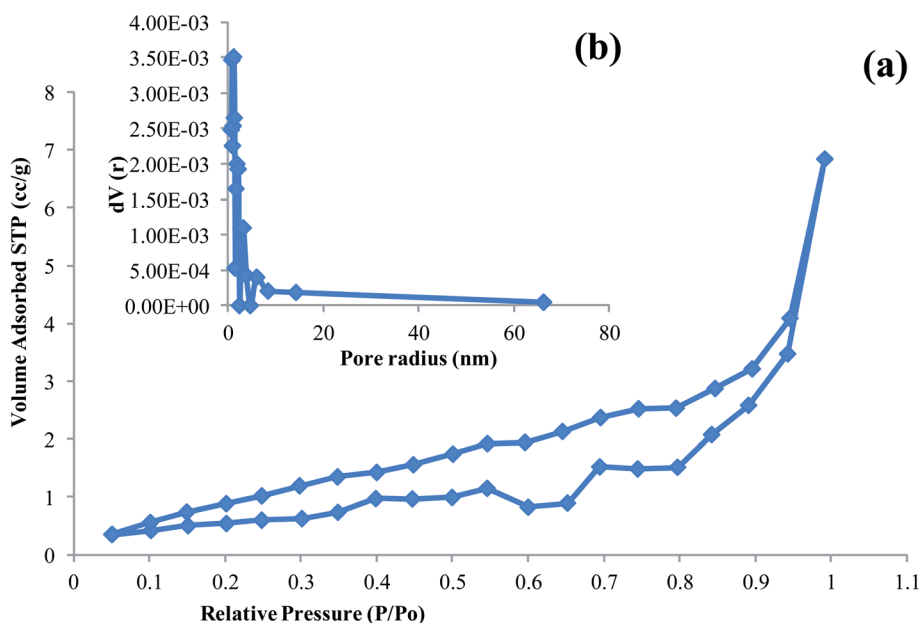 (b)
(a)
4.00E-03
3.50E-03
3.00E-03
2.50E-03
2.00E-03
1.50E-03
1.00E-03
5.00E-04
0.00E+00
dV (r)
0 20 40 60 80
Pore radius (nm)
8
7
6
5
4
3
2
1
0
Volume Adsorbed STP (cc/g)
0 0.1 0.2 0.3 0.4 0.5 0.6 0.7 0.8 0.9 1 1.1
Relative Pressure (P/Po)